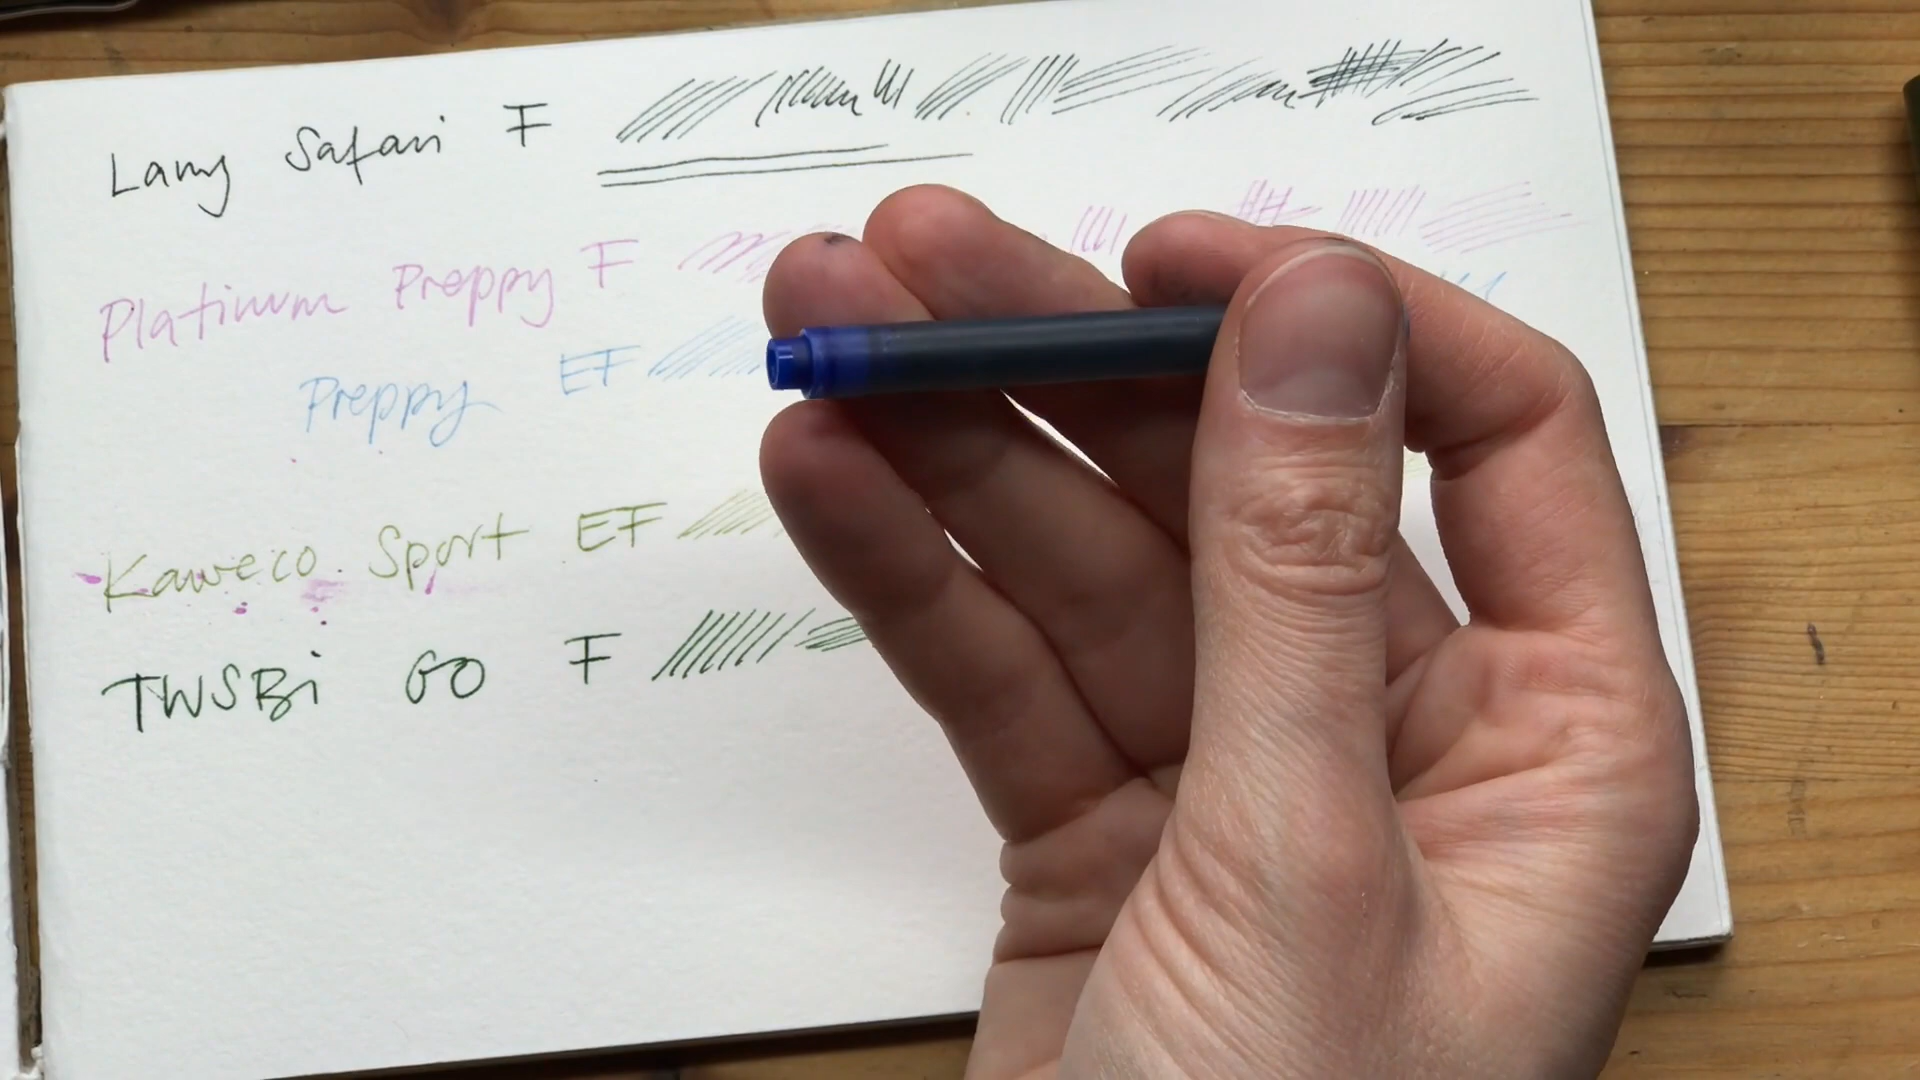 Lamy Safari F
Platinum Preppy F
Preppy EF
Kaweco Sport EF
TWSBi GO F